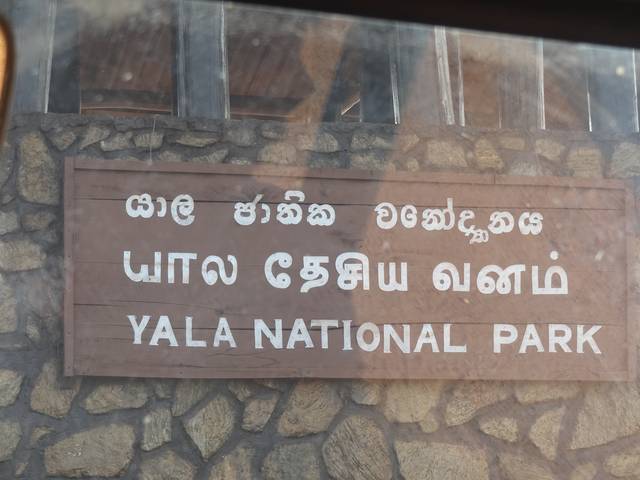 යාල ජාතික වනෝද්‍යානය
யால தேசிய வனம்
YALA NATIONAL PARK